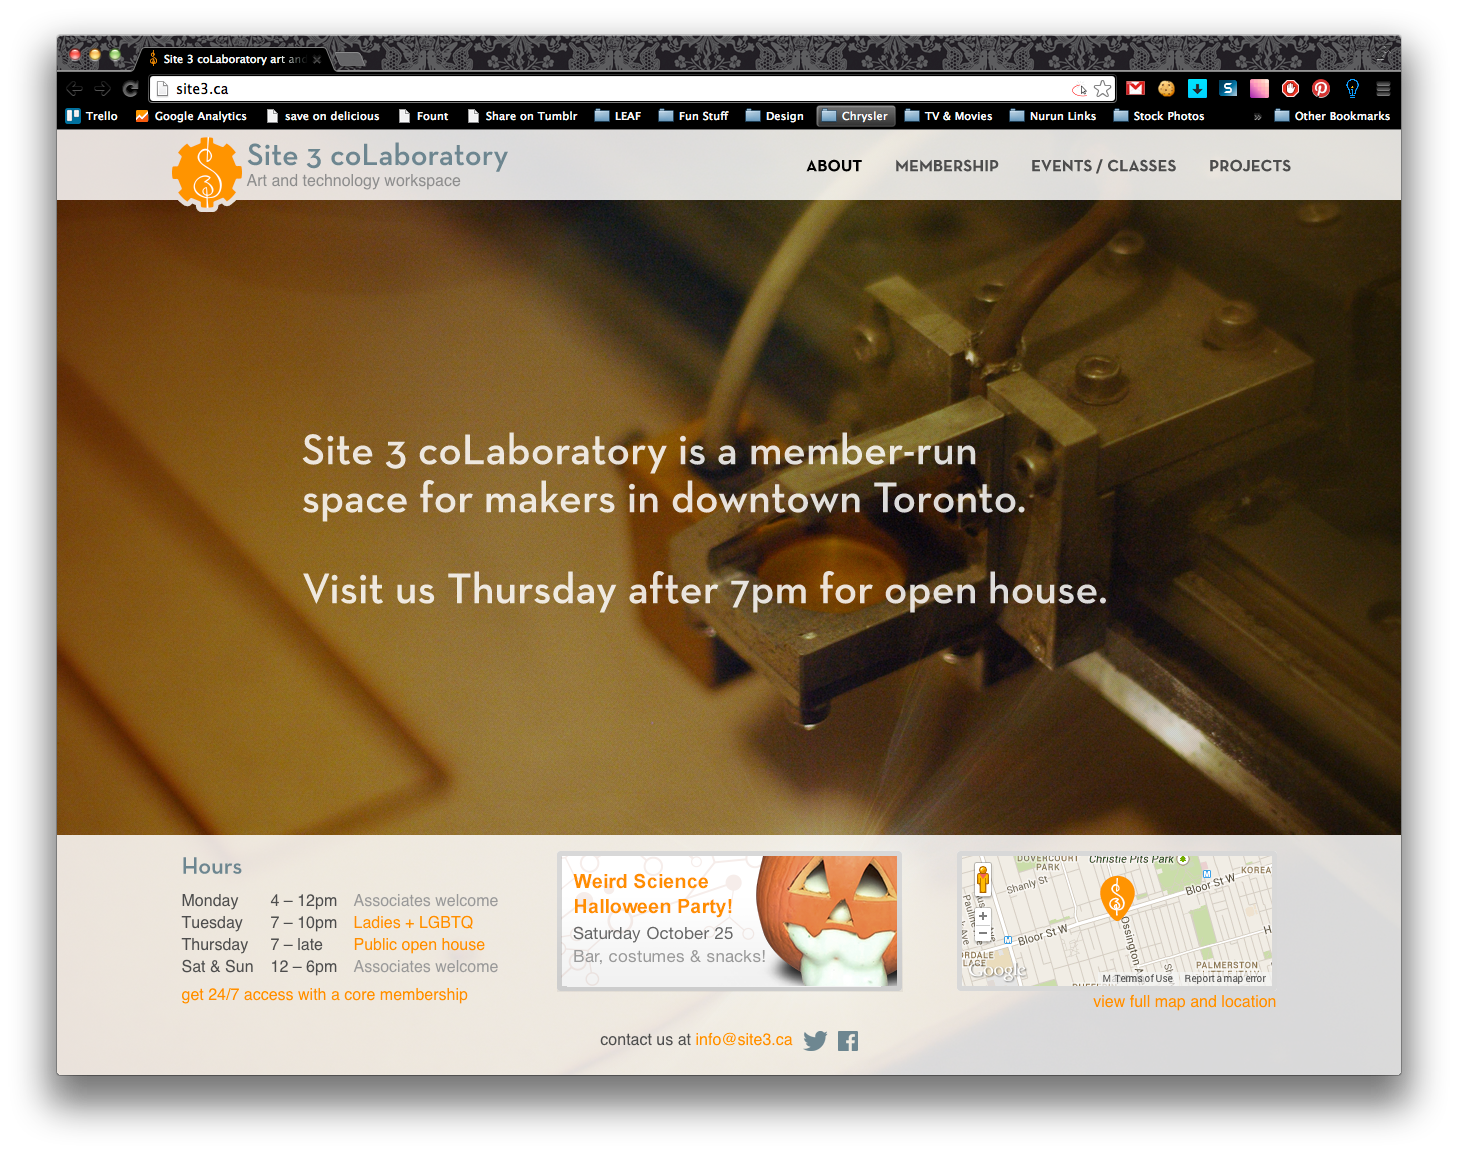 Site 3 coLaboratory art and
site3.ca
Trello
Google Analytics
save on delicious
Fount
Share on Tumblr
LEAF
Fun Stuff
Design
Chrysler
TV & Movies
Nurun Links
Stock Photos
»
Other Bookmarks
Site 3 coLaboratory
Art and technology workspace
ABOUT
MEMBERSHIP
EVENTS / CLASSES
PROJECTS
Site 3 coLaboratory is a member-run
space for makers in downtown Toronto.
Visit us Thursday after 7pm for open house.
Hours
Monday 4 – 12pm Associates welcome
Tuesday 7 – 10pm Ladies + LGBTQ
Thursday 7 – late Public open house
Sat & Sun 12 – 6pm Associates welcome
get 24/7 access with a core membership
Weird Science
Halloween Party!
Saturday October 25
Bar, costumes & snacks!
DOVERCOURT
PARK
Christie Pits Park
Shanly St
Bloor St W
KOREA
Bloor St W
Ossington A
PALMERSTON
Google
Terms of Use
Report a map error
view full map and location
contact us at info@site3.ca